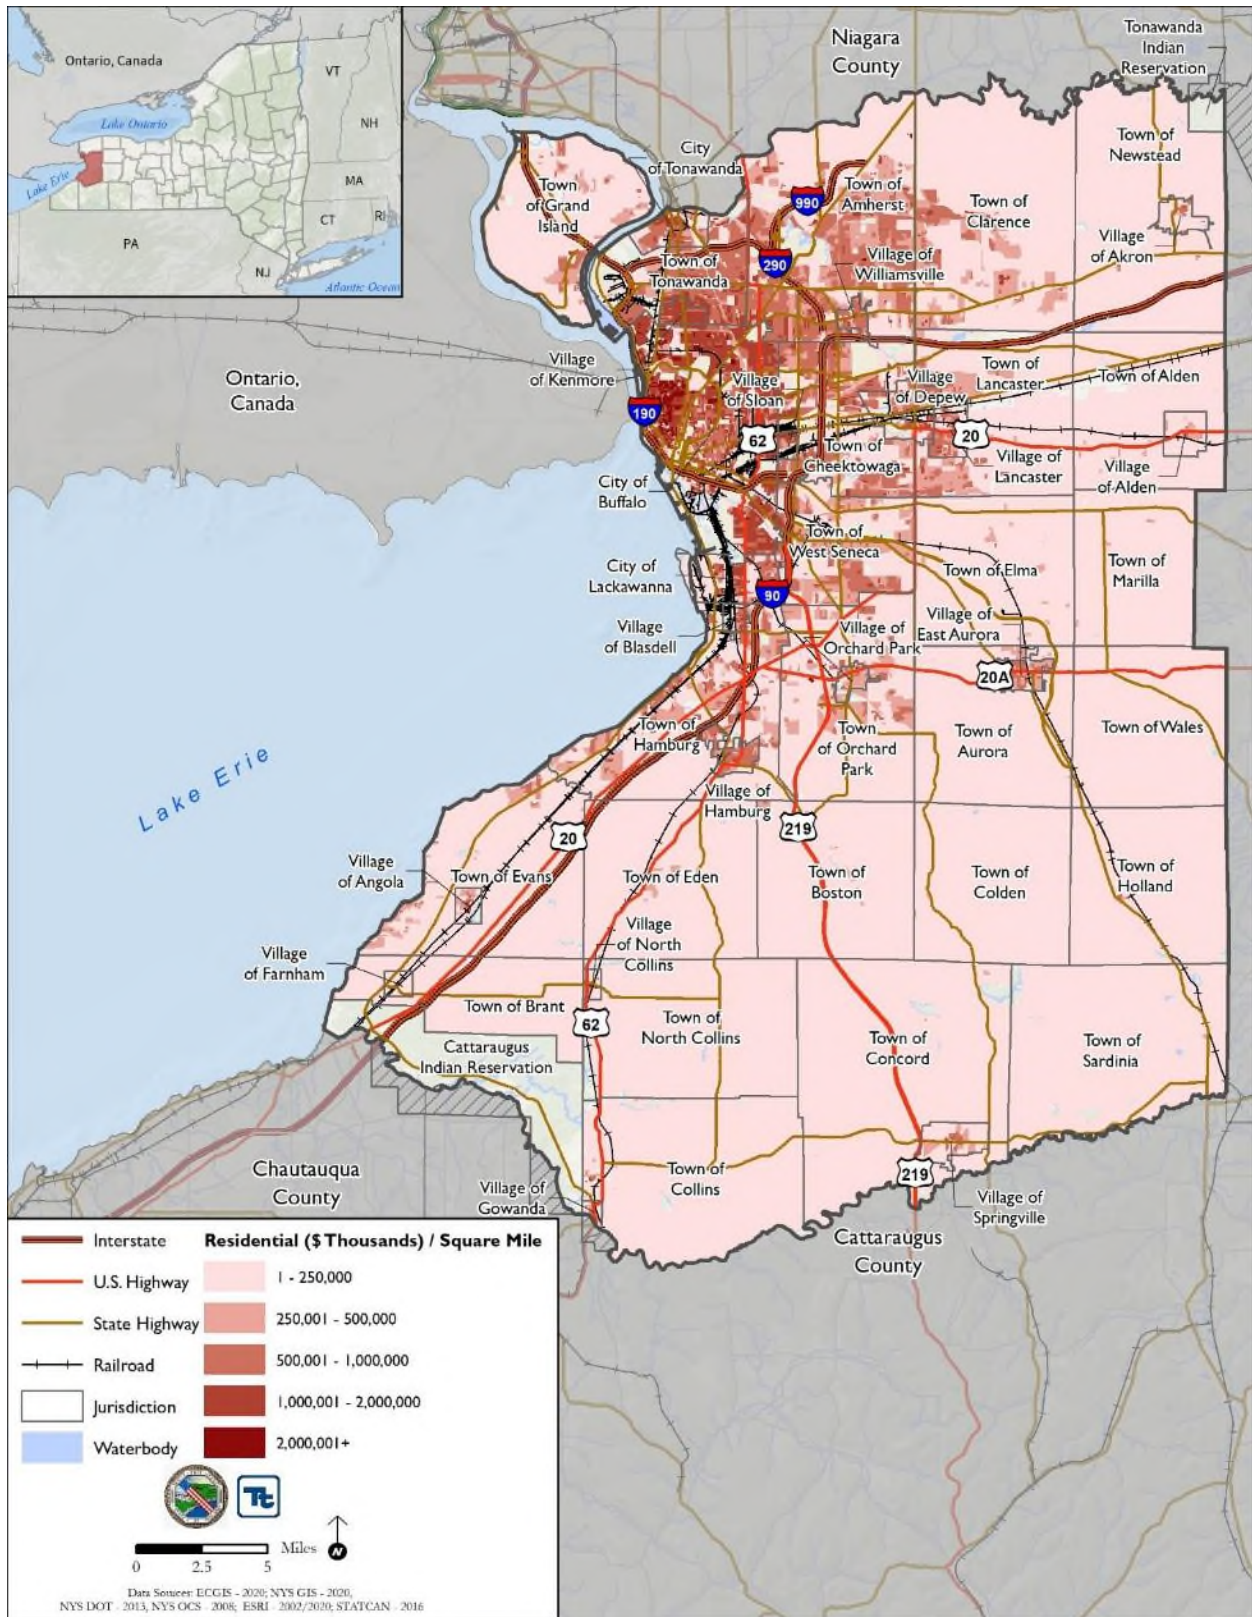 Ontario, Canada
VT
NH
Lake Ontario
MA
Lake Erie
CT
RI
PA
NJ
Atlantic Ocean
Niagara
County
Tonawanda
Indian
Reservation
City
of Tonawanda
Town of
Newstead
Town
of Grand
Island
990
Town of
Amherst
Town of
Clarence
Village
of Akron
Town of
Tonawanda
290
Village of
Williamsville
Village
of Kenmore
Ontario,
Canada
Village
of Sloan
Village
of Depew
Town of
Lancaster
Town of Alden
190
62
20
Town of
Cheektowaga
Village of
Lancaster
Village
of Alden
City of
Buffalo
Town of
West Seneca
City of
Lackawanna
Town of Elma
Town of
Marilla
90
Village
of Blasdell
Village of
Orchard Park
Village of
East Aurora
20A
Town of
Hamburg
Town
of Orchard
Park
Town of
Aurora
Town of Wales
Lake Erie
Village of
Hamburg
20
219
Village
of Angola
Town of Evans
Town of Eden
Town of
Boston
Town of
Colden
Town of
Holland
Village
of Farnham
Village
of North
Collins
Town of Brant
62
Town of
North Collins
Town of
Concord
Town of
Sardinia
Cattaraugus
Indian Reservation
Chautauqua
County
Village of
Gowanda
Town of
Collins
219
Village of
Springville
Cattaraugus
County
Interstate
U.S. Highway
State Highway
Railroad
Jurisdiction
Waterbody
Residential ($ Thousands) / Square Mile
1 - 250,000
250,001 - 500,000
500,001 - 1,000,000
1,000,001 - 2,000,000
2,000,001+
Tt
0 2.5 5 Miles
N
Data Sources: ECGIS - 2020; NYS GIS - 2020,
NYS DOT - 2013, NYS OCS - 2008; ESRI - 2002/2020; STATCAN - 2016